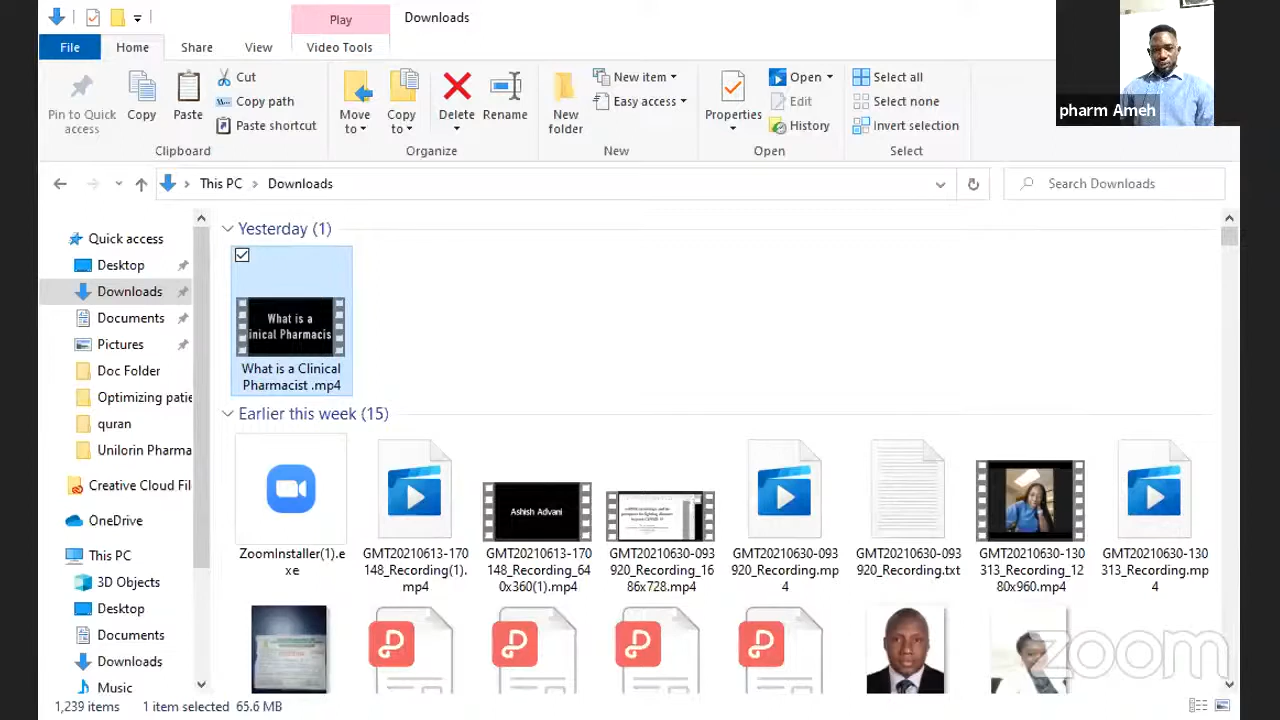 Play
Downloads
File
Home
Share
View
Video Tools
Pin to Quick
access
Copy
Paste
Cut
Copy path
Paste shortcut
Move
to
Copy
to
Delete
Rename
New
folder
New item
Easy access
Properties
Open
Edit
History
Select all
Select none
Invert selection
Clipboard
Organize
New
Open
Select
pharm Ameh
This PC
Downloads
Search Downloads
Quick access
Desktop
Downloads
Documents
Pictures
Doc Folder
Optimizing patie
quran
Unilorin Pharma
Creative Cloud Fil
OneDrive
This PC
3D Objects
Desktop
Documents
Downloads
Music
Yesterday (1)
What is a
inical Pharmacis
What is a Clinical
Pharmacist .mp4
Earlier this week (15)
Ashish Advani
ZoomInstaller(1).e
xe
GMT20210613-170
148_Recording(1).
mp4
GMT20210613-170
148_Recording_64
0x360(1).mp4
GMT20210630-093
920_Recording_16
86x728.mp4
GMT20210630-093
920_Recording.mp
4
GMT20210630-093
920_Recording.txt
GMT20210630-130
313_Recording_12
80x960.mp4
GMT20210630-130
313_Recording.mp
4
zoom
1,239 items
1 item selected 65.6 MB